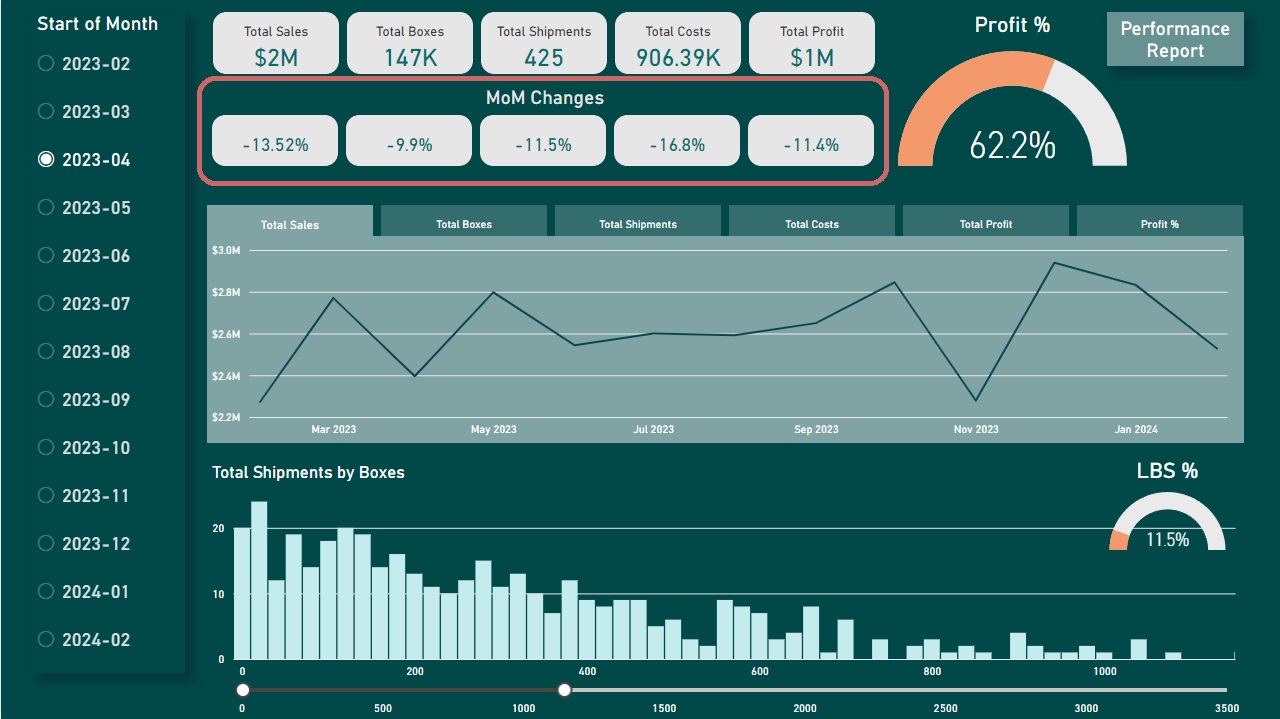 Start of Month
2023-02
2023-03
2023-04
2023-05
2023-06
2023-07
2023-08
2023-09
2023-10
2023-11
2023-12
2024-01
2024-02
Total Sales
$2M
Total Boxes
147K
Total Shipments
425
Total Costs
906.39K
Total Profit
$1M
MoM Changes
-13.52%
-9.9%
-11.5%
-16.8%
-11.4%
Profit %
62.2%
Performance
Report
Total Sales
Total Boxes
Total Shipments
Total Costs
Total Profit
Profit %
$3.0M
$2.8M
$2.6M
$2.4M
$2.2M
Mar 2023
May 2023
Jul 2023
Sep 2023
Nov 2023
Jan 2024
Total Shipments by Boxes
20
10
0
0
200
400
600
800
1000
LBS %
11.5%
0
500
1000
1500
2000
2500
3000
3500